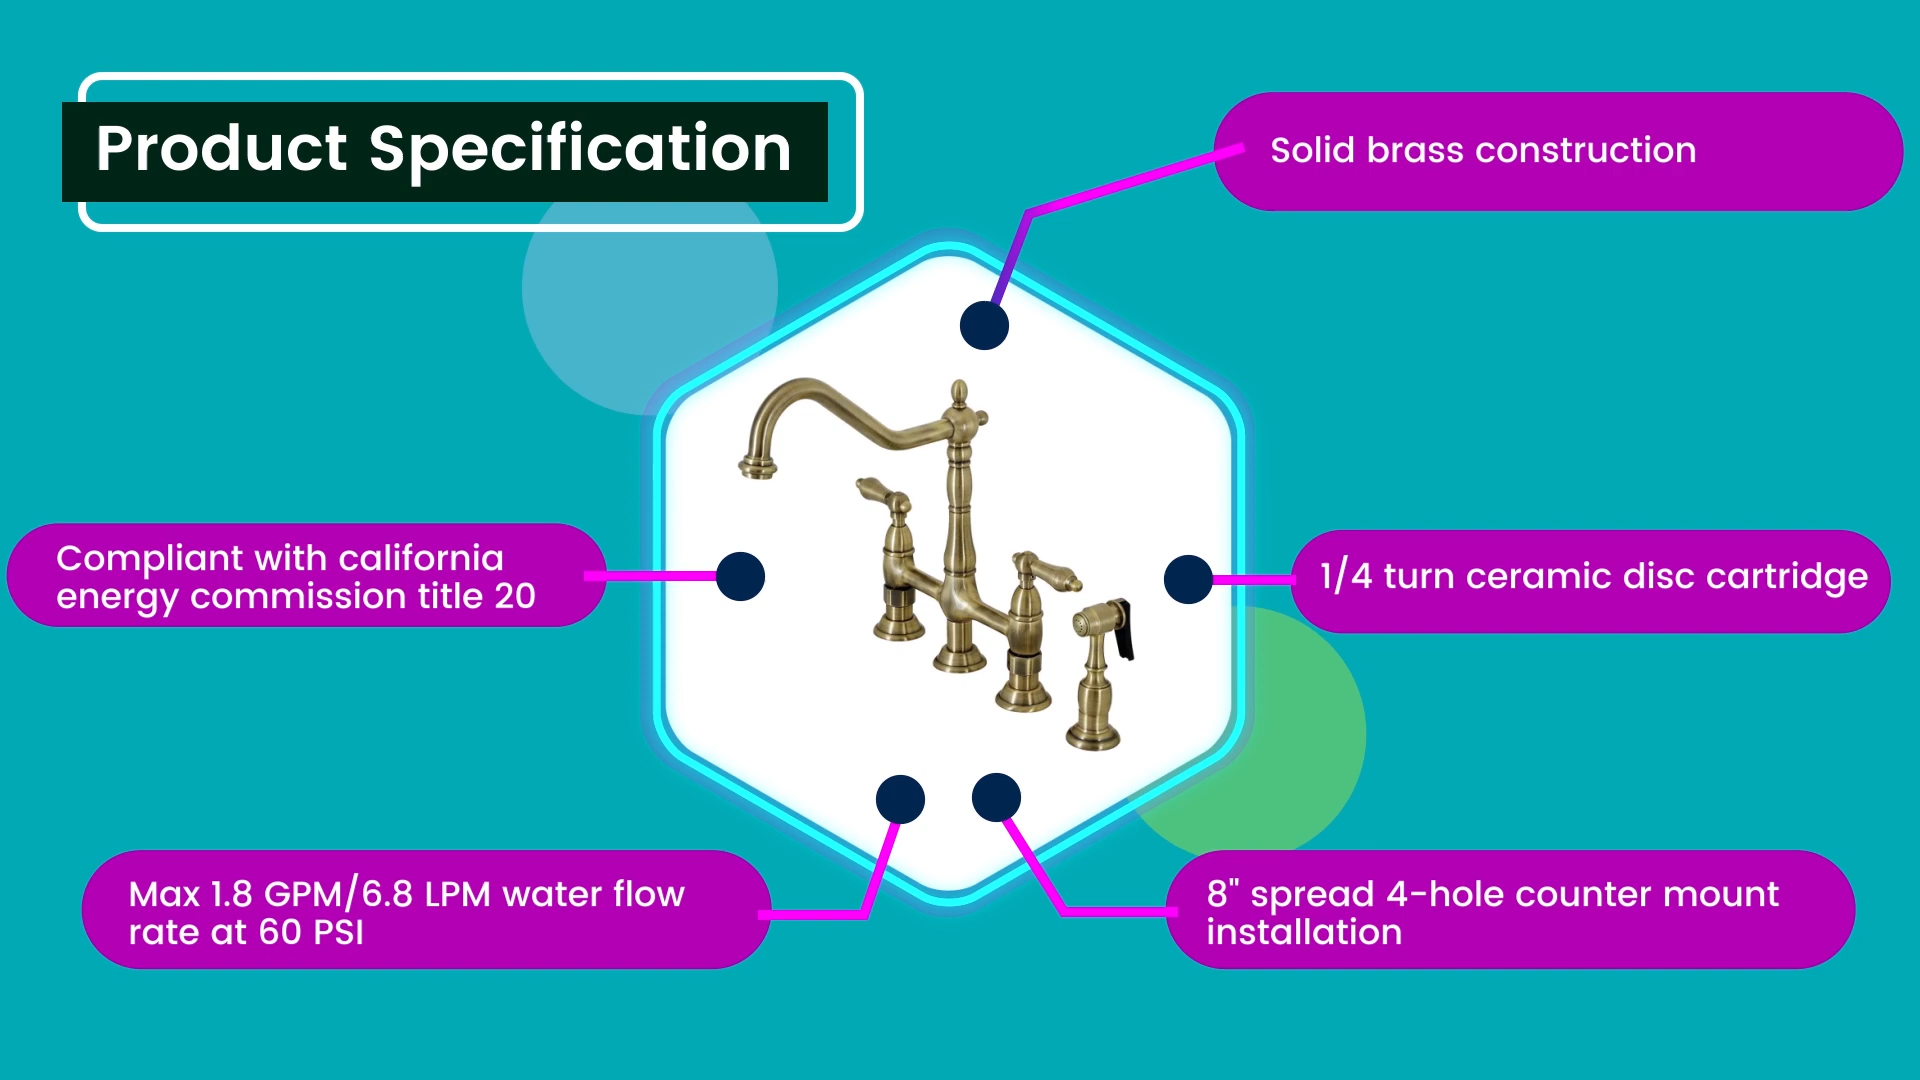 Product Specification
Solid brass construction
Compliant with california
energy commission title 20
1/4 turn ceramic disc cartridge
Max 1.8 GPM/6.8 LPM water flow
rate at 60 PSI
8" spread 4-hole counter mount
installation